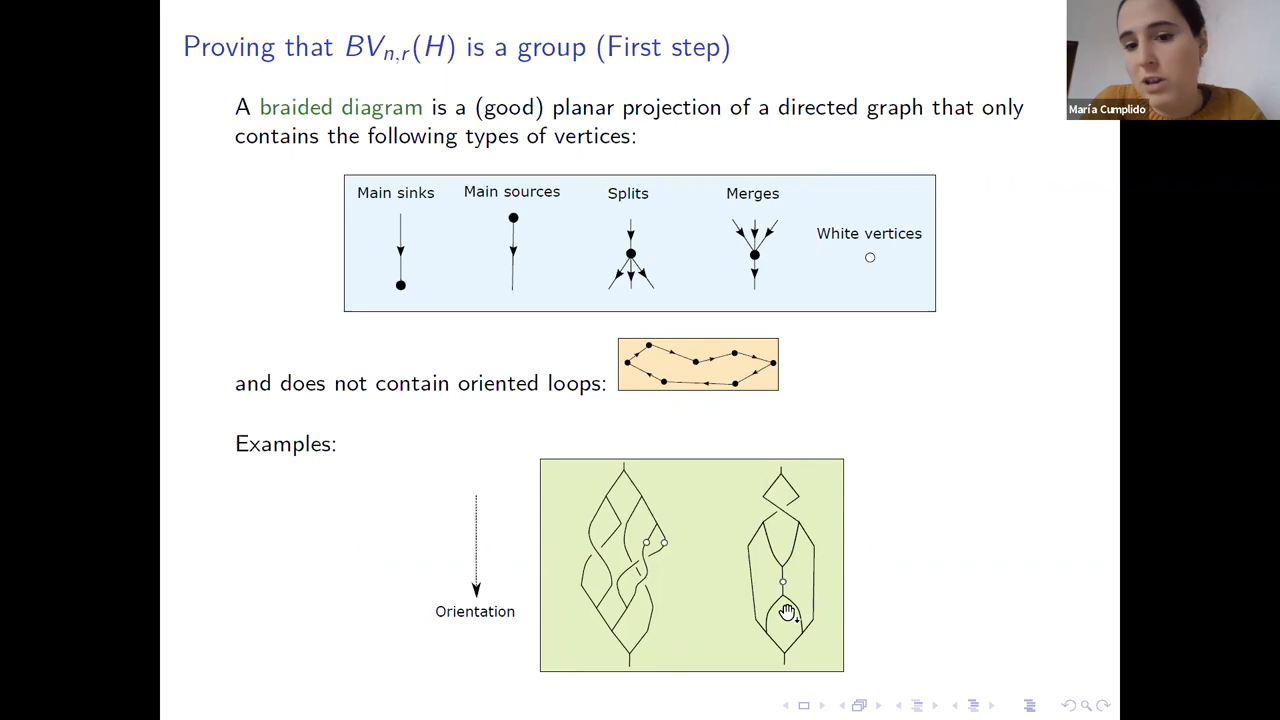 Proving that BVₙ,ᵣ(H) is a group (First step)
María Cumplido
A braided diagram is a (good) planar projection of a directed graph that only
contains the following types of vertices:
Main sinks Main sources Splits Merges
White vertices
and does not contain oriented loops:
Examples:
Orientation